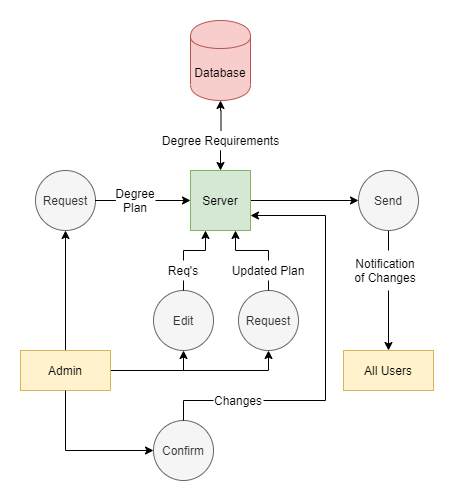 Database
Degree Requirements
Request
Degree
Plan
Server
Send
Req's
Updated Plan
Notification
of Changes
Edit
Request
Admin
All Users
Changes
Confirm